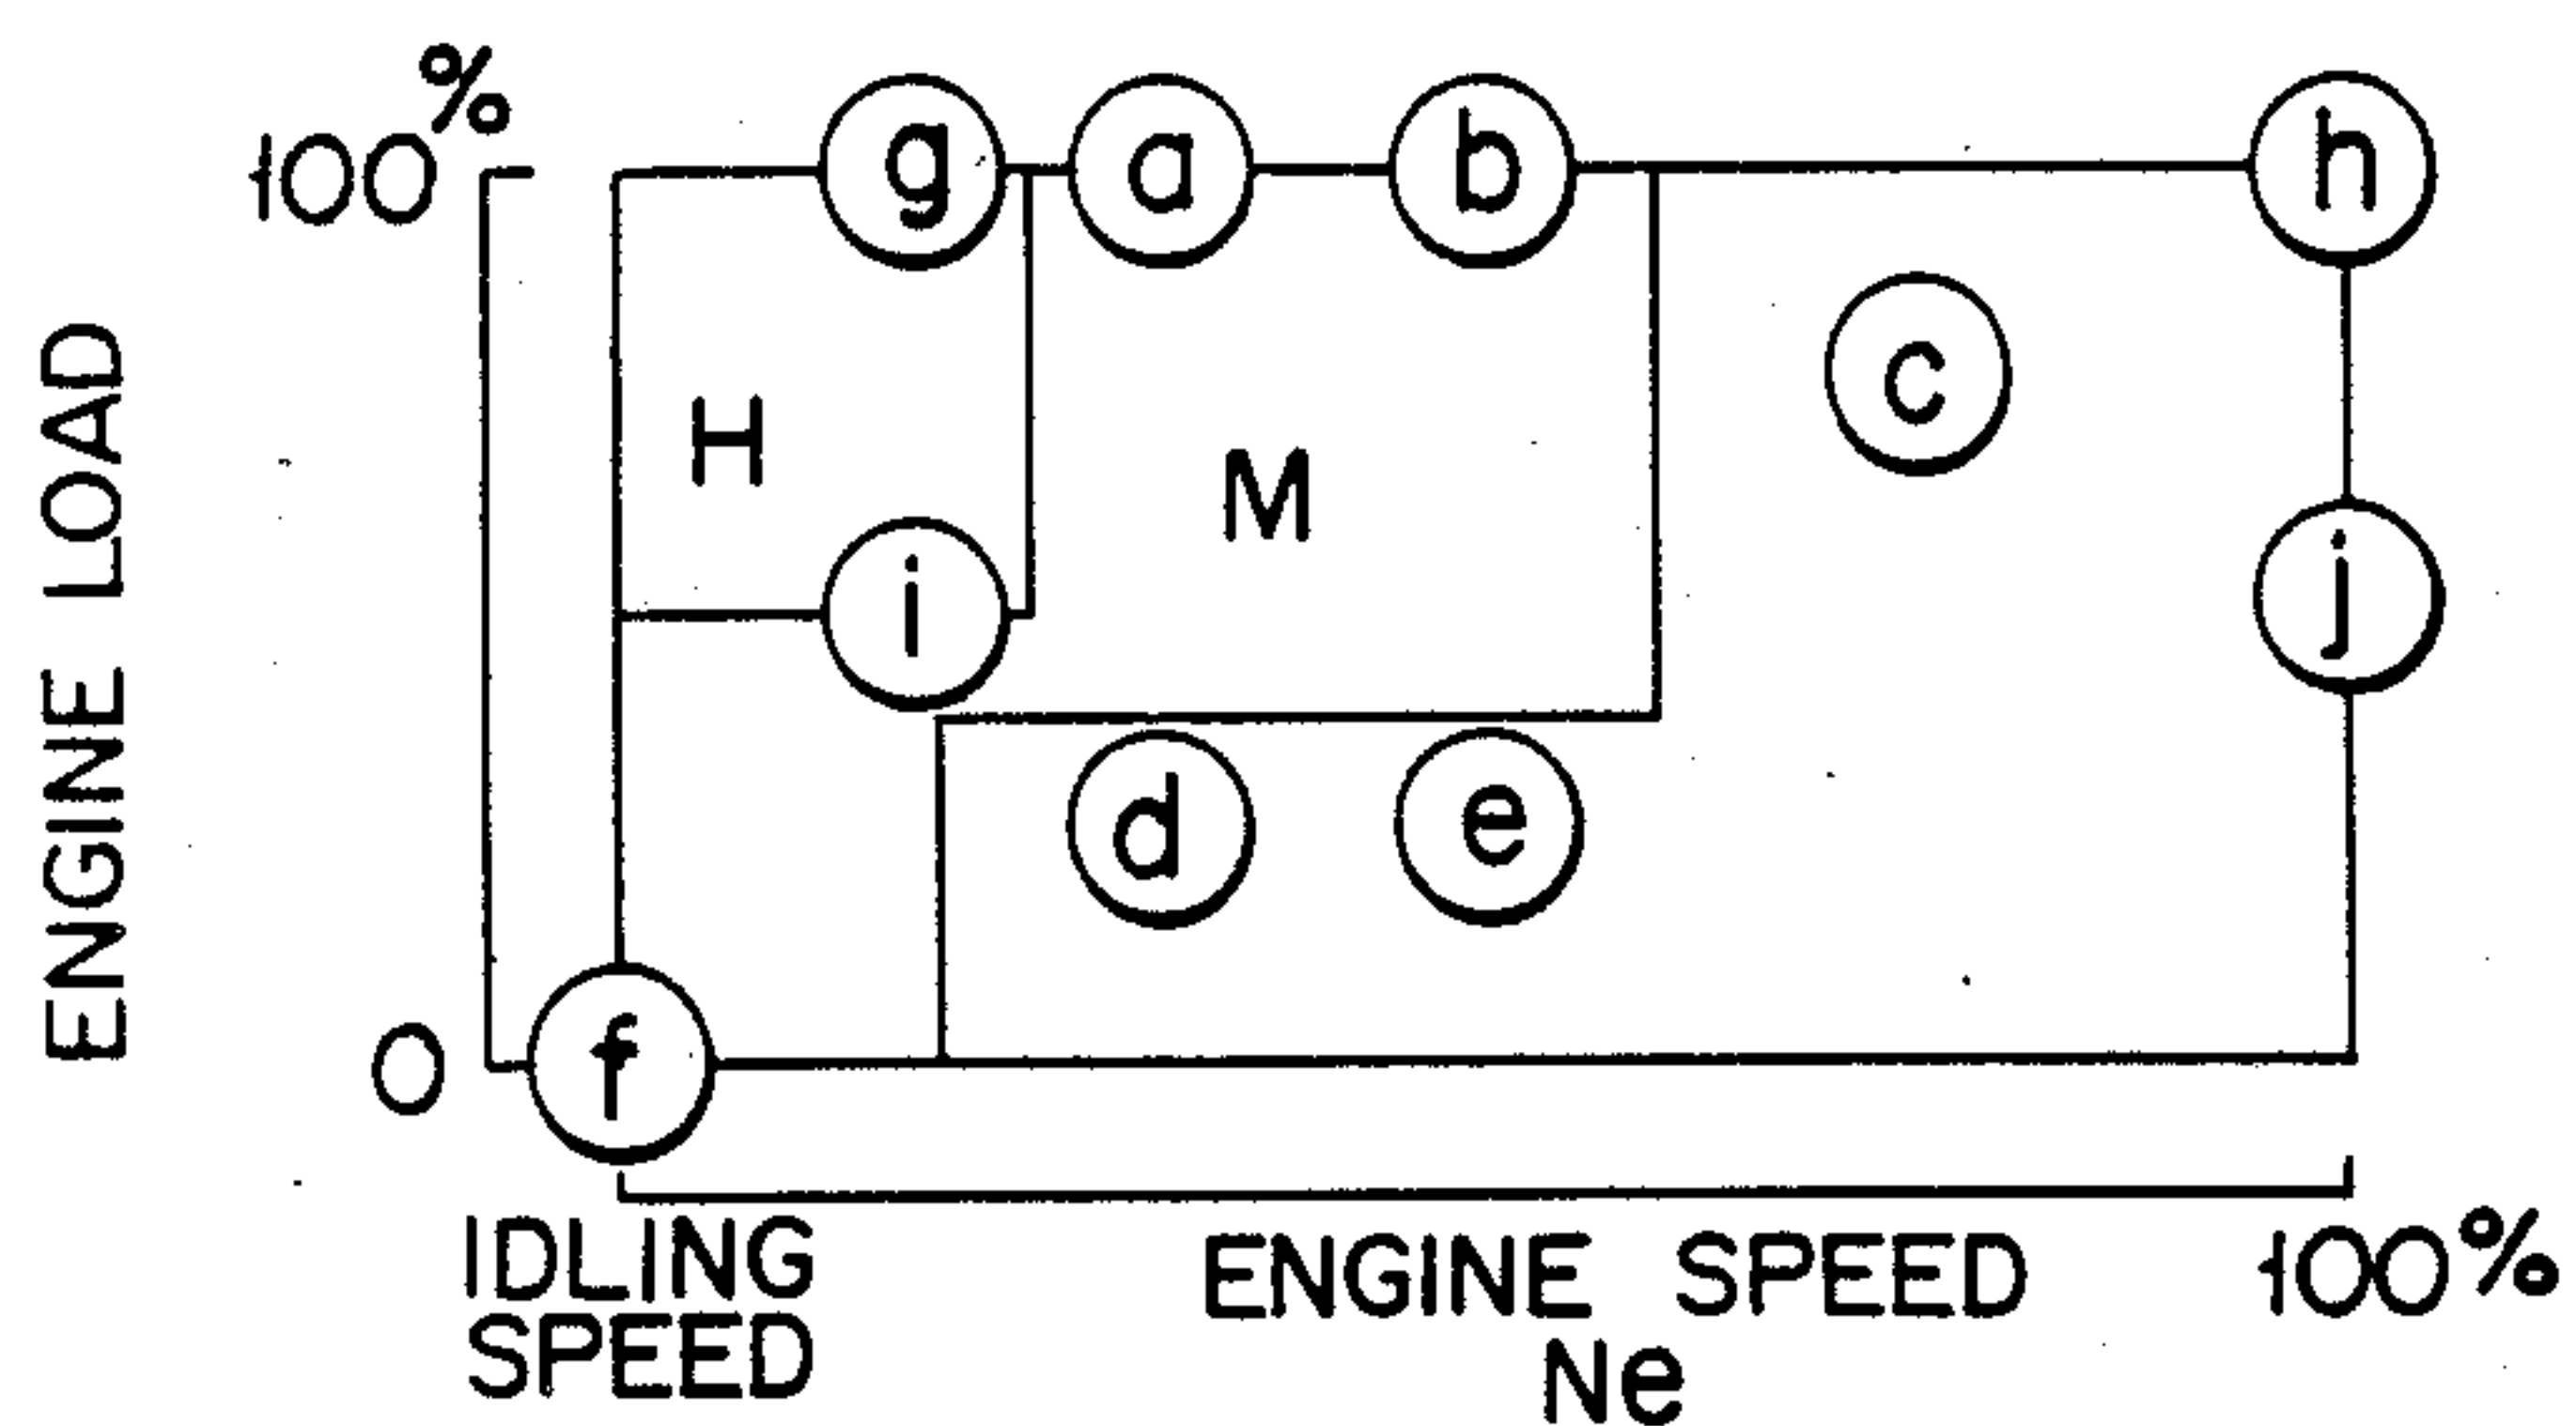 100%
g a b h
c
H
M
i j
d e
ENGINE LOAD
0
f
IDLING
SPEED
ENGINE SPEED
Ne
100%